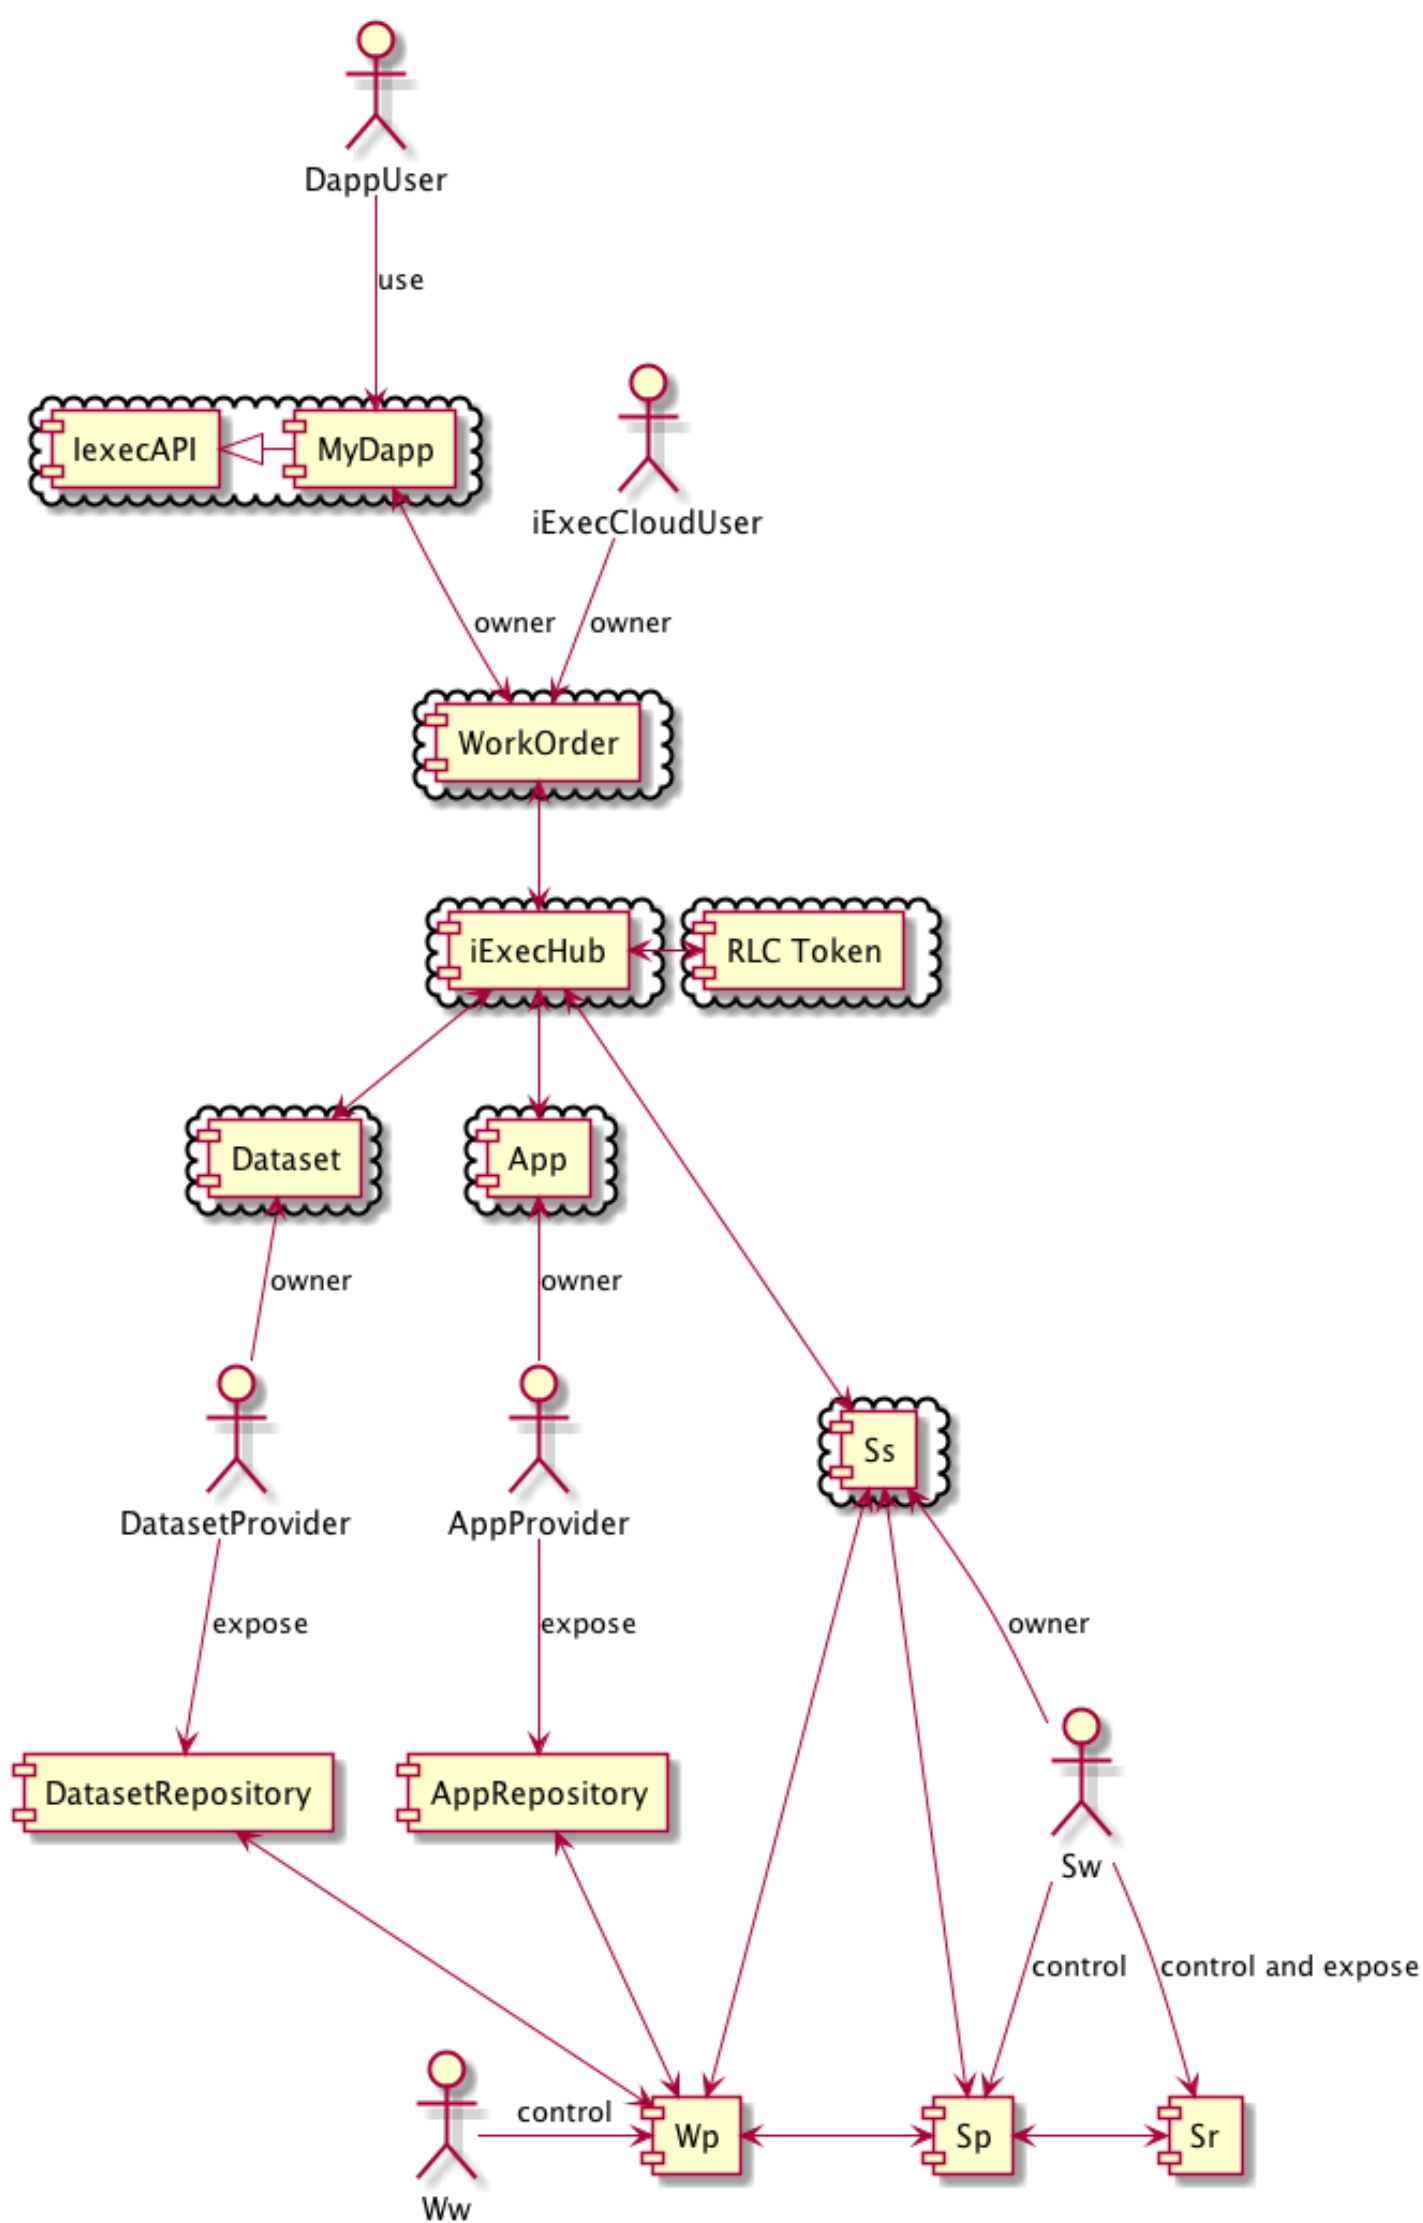 DappUser
use
IexecAPI
MyDapp
iExecCloudUser
owner
owner
WorkOrder
iExecHub
RLC Token
Dataset
App
owner
owner
Ss
DatasetProvider
AppProvider
expose
expose
owner
DatasetRepository
AppRepository
Sw
control
control and expose
control
Wp
Sp
Sr
Ww